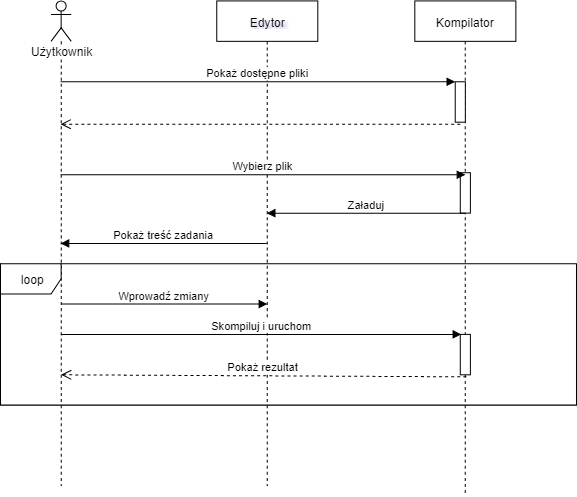 Użytkownik
Edytor
Kompilator
Pokaż dostępne pliki
Wybierz plik
Załaduj
Pokaż treść zadania
loop
Wprowadź zmiany
Skompiluj i uruchom
Pokaż rezultat